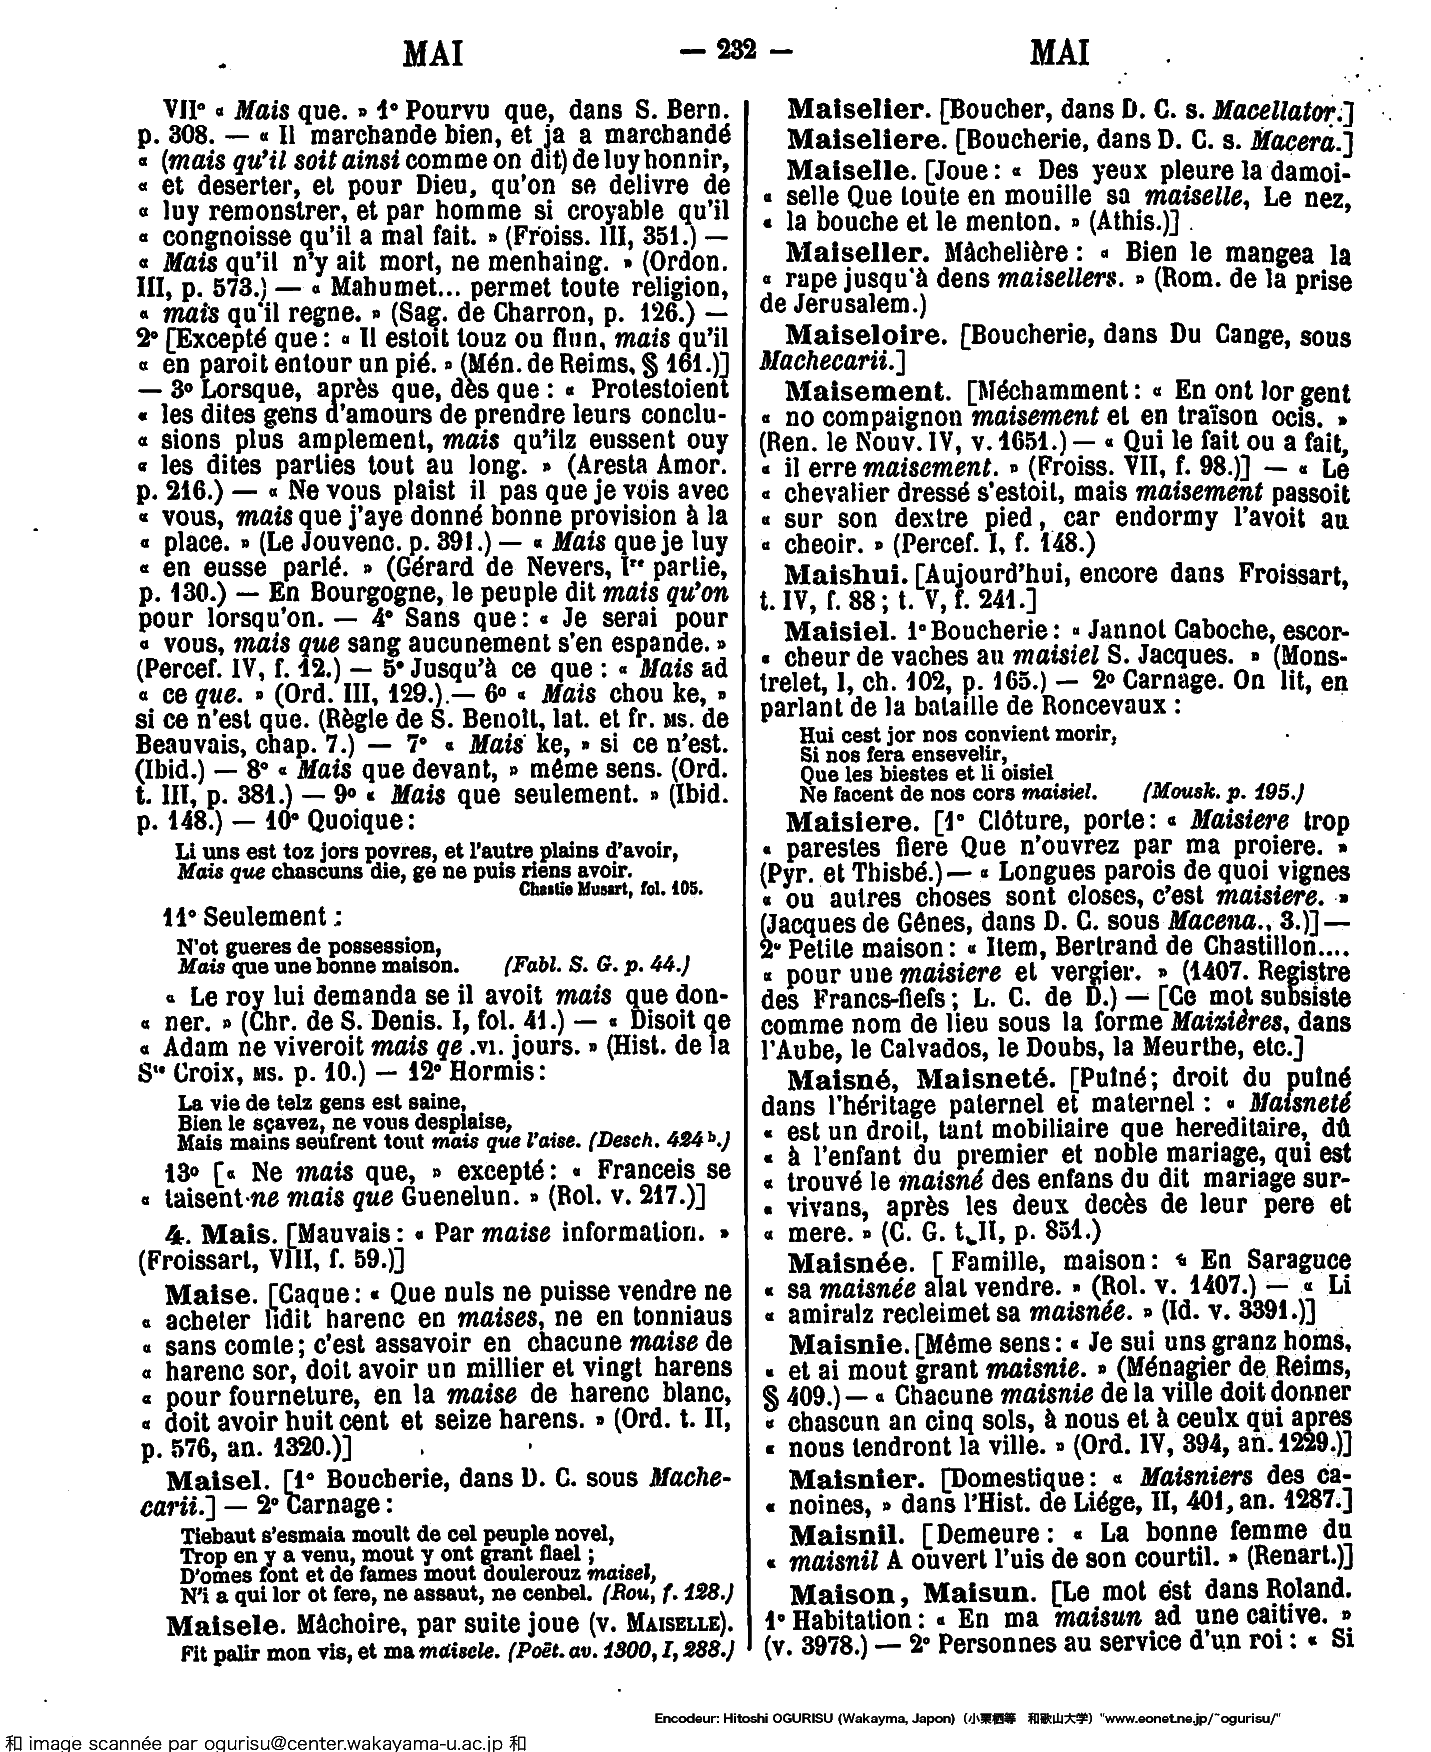 MAI — 232 — MAI
VIIº « Mais que. » 1º Pourvu que, dans S. Bern.
p. 308. — « Il marchande bien, et ja a marchandé
« (mais qu'il soit ainsi comme on dit) de luy honnir,
« et deserter, et pour Dieu, qu'on se delivre de
« luy remonstrer, et par homme si croyable qu'il
« congnoisse qu'il a mal fait. » (Froiss. III, 351.) —
« Mais qu'il n'y ait mort, ne menhaing. » (Ordon.
III, p. 573.) — « Mahumet... permet toute religion,
« mais qu'il regne. » (Sag. de Charron, p. 126.) —
2º [Excepté que : « Il estoit touz ou flun, mais qu'il
« en paroit entour un pié. » (Mén. de Reims, § 161.)]
— 3º Lorsque, après que, dès que : « Protestoient
« les dites gens d'amours de prendre leurs conclu-
« sions plus amplement, mais qu'ilz eussent ouy
« les dites parties tout au long. » (Aresta Amor.
p. 216.) — « Ne vous plaist il pas que je vois avec
« vous, mais que j'aye donné bonne provision à la
« place. » (Le Jouvenc. p. 391.) — « Mais que je luy
« en eusse parlé. » (Gérard de Nevers, Iʳᵉ partie,
p. 130.) — En Bourgogne, le peuple dit mais qu'on
pour lorsqu'on. — 4º Sans que : « Je serai pour
« vous, mais que sang aucunement s'en espande. »
(Percef. IV, f. 12.) — 5º Jusqu'à ce que : « Mais ad
« ce que. » (Ord. III, 129.) — 6º « Mais chou ke, »
si ce n'est que. (Règle de S. Benoît, lat. et fr. MS. de
Beauvais, chap. 7.) — 7º « Mais ke, » si ce n'est.
(Ibid.) — 8º « Mais que devant, » même sens. (Ord.
t. III, p. 381.) — 9º « Mais que seulement. » (Ibid.
p. 148.) — 10º Quoique :
Li uns est toz jors povres, et l'autre plains d'avoir,
Mais que chascuns die, ge ne puis riens avoir.
Chastie Musart, fol. 105.
11º Seulement :
N'ot gueres de possession,
Mais que une bonne maison. (Fabl. S. G. p. 44.)
« Le roy lui demanda se il avoit mais que don-
« ner. » (Chr. de S. Denis. I, fol. 41.) — « Disoit qe
« Adam ne viveroit mais qe .VI. jours. » (Hist. de la
Sᵗᵉ Croix, MS. p. 10.) — 12º Hormis :
La vie de telz gens est saine,
Bien le sçavez, ne vous desplaise,
Mais mains seufrent tout mais que l'aise. (Desch. 424 ᵇ.)
13º [« Ne mais que, » excepté : « Franceis se
« taisent ne mais que Guenelun. » (Rol. v. 217.)]
4. Mais. [Mauvais : « Par maise information. »
(Froissart, VIII, f. 59.)]
Maise. [Caque : « Que nuls ne puisse vendre ne
« acheter lidit harenc en maises, ne en tonniaus
« sans comte ; c'est assavoir en chacune maise de
« harenc sor, doit avoir un millier et vingt harens
« pour fourneture, en la maise de harenc blanc,
« doit avoir huit cent et seize harens. » (Ord. t. II,
p. 576, an. 1320.)]
Maisel. [1º Boucherie, dans D. C. sous Mache-
carii.] — 2º Carnage :
Tiebaut s'esmaia moult de cel peuple novel,
Trop en y a venu, mout y ont grant flael ;
D'omes font et de fames mout doulerouz maisel,
N'i a qui lor ot fere, ne assaut, ne cenbel. (Rou, f. 128.)
Maisele. Mâchoire, par suite joue (v. MAISELLE).
Fit palir mon vis, et ma maisele. (Poët. av. 1300, I, 288.)
Maiselier. [Boucher, dans D. C. s. Macellator.]
Maiseliere. [Boucherie, dans D. C. s. Macera.]
Maiselle. [Joue : « Des yeux pleure la damoi-
« selle Que toute en mouille sa maiselle, Le nez,
« la bouche et le menton. » (Athis.)]
Maiseller. Mâchelière : « Bien le mangea la
« rape jusqu'à dens maisellers. » (Rom. de la prise
de Jerusalem.)
Maiseloire. [Boucherie, dans Du Cange, sous
Machecarii.]
Maisement. [Méchamment : « En ont lor gent
« no compaignon maisement et en traïson ocis. »
(Ren. le Nouv. IV, v. 1651.) — « Qui le fait ou a fait,
« il erre maisement. » (Froiss. VII, f. 98.)] — « Le
« chevalier dressé s'estoit, mais maisement passoit
« sur son dextre pied, car endormy l'avoit au
« cheoir. » (Percef. I, f. 148.)
Maishui. [Aujourd'hui, encore dans Froissart,
t. IV, f. 88 ; t. V, f. 241.]
Maisiel. 1º Boucherie : « Jannot Caboche, escor-
« cheur de vaches au maisiel S. Jacques. » (Mons-
trelet, I, ch. 102, p. 165.) — 2º Carnage. On lit, en
parlant de la bataille de Roncevaux :
Hui cest jor nos convient morir,
Si nos fera ensevelir,
Que les biestes et li oisiel
Ne facent de nos cors maisiel. (Mousk. p. 195.)
Maisiere. [1º Clôture, porte : « Maisiere trop
« parestes fiere Que n'ouvrez par ma proiere. »
(Pyr. et Thisbé.) — « Longues parois de quoi vignes
« ou autres choses sont closes, c'est maisiere. »
(Jacques de Gênes, dans D. C. sous Macena., 3.)] —
2º Petite maison : « Item, Bertrand de Chastillon....
« pour une maisiere et vergier. » (1407. Registre
des Francs-fiefs ; L. C. de D.) — [Ce mot subsiste
comme nom de lieu sous la forme Maizières, dans
l'Aube, le Calvados, le Doubs, la Meurthe, etc.]
Maisné, Maisneté. [Puîné ; droit du puîné
dans l'héritage paternel et maternel : « Maisneté
« est un droit, tant mobiliaire que hereditaire, dû
« à l'enfant du premier et noble mariage, qui est
« trouvé le maisné des enfans du dit mariage sur-
« vivans, après les deux decès de leur pere et
« mere. » (C. G. t. II, p. 851.)
Maisnée. [Famille, maison : « En Saraguce
« sa maisnée alat vendre. » (Rol. v. 1407.) — « Li
« amiralz recleimet sa maisnée. » (Id. v. 3391.)]
Maisnie. [Même sens : « Je sui uns granz homs,
« et ai mout grant maisnie. » (Ménagier de Reims,
§ 409.) — « Chacune maisnie de la ville doit donner
« chascun an cinq sols, à nous et à ceulx qui apres
« nous tendront la ville. » (Ord. IV, 394, an. 1229.)]
Maisnier. [Domestique : « Maisniers des ca-
« noines, » dans l'Hist. de Liége, II, 401, an. 1287.]
Maisnil. [Demeure : « La bonne femme du
« maisnil A ouvert l'uis de son courtil. » (Renart.)]
Maison, Maisun. [Le mot est dans Roland.
1º Habitation : « En ma maisun ad une caitive. »
(v. 3978.) — 2º Personnes au service d'un roi : « Si
Encodeur: Hitoshi OGURISU (Wakayma, Japon)（小栗栖等　和歌山大学）"www.eonet.ne.jp/~ogurisu/"
和 image scannée par ogurisu@center.wakayama-u.ac.jp 和